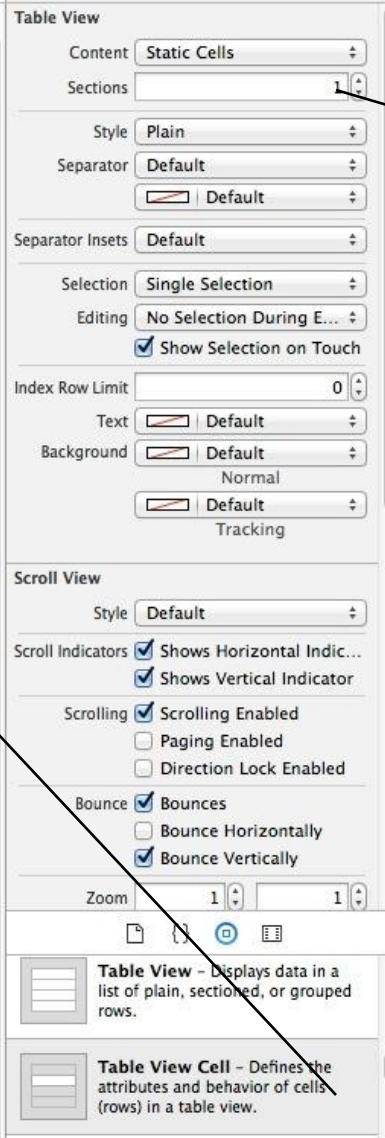 Table View
Content Static Cells
Sections 1
Style Plain
Separator Default
Default
Separator Insets Default
Selection Single Selection
Editing No Selection During E...
Show Selection on Touch
Index Row Limit 0
Text Default
Background Default
Normal
Default
Tracking
Scroll View
Style Default
Scroll Indicators Shows Horizontal Indic...
Shows Vertical Indicator
Scrolling Scrolling Enabled
Paging Enabled
Direction Lock Enabled
Bounce Bounces
Bounce Horizontally
Bounce Vertically
Zoom 1 1
{}
Table View – Displays data in a
list of plain, sectioned, or grouped
rows.
Table View Cell – Defines the
attributes and behavior of cells
(rows) in a table view.